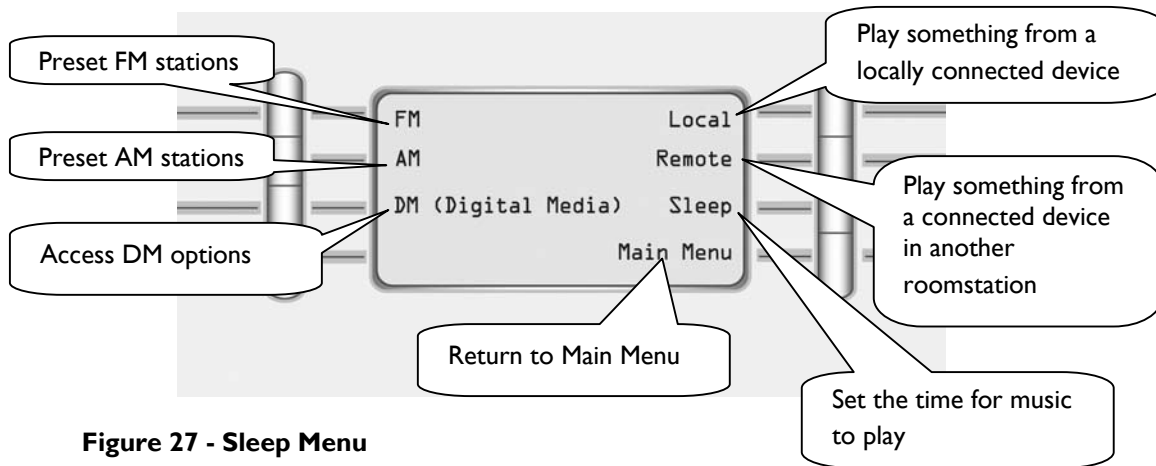 Preset FM stations
Preset AM stations
Access DM options
FM
AM
DM (Digital Media)
Local
Remote
Sleep
Main Menu
Play something from a
locally connected device
Play something from
a connected device
in another
roomstation
Return to Main Menu
Set the time for music
to play
Figure 27 - Sleep Menu